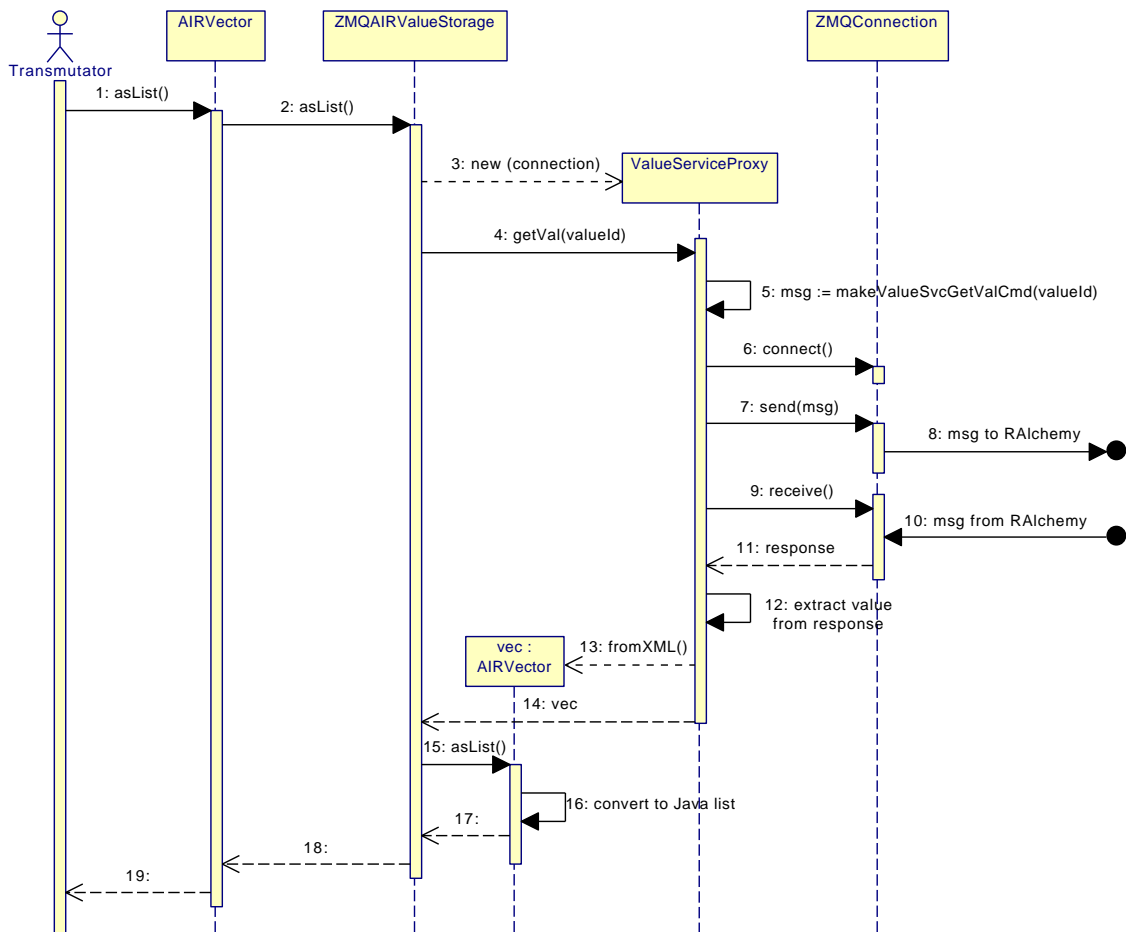 AIRVector
ZMQAIRValueStorage
ZMQConnection
Transmutator
1: asList()
2: asList()
3: new (connection)
ValueServiceProxy
4: getVal(valueId)
5: msg := makeValueSvcGetValCmd(valueId)
6: connect()
7: send(msg)
8: msg to RAlchemy
9: receive()
10: msg from RAlchemy
11: response
12: extract value
from response
13: fromXML()
vec :
AIRVector
14: vec
15: asList()
16: convert to Java list
17:
18:
19: